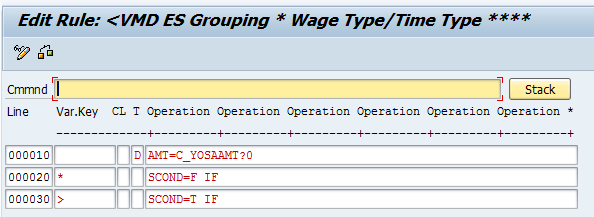 Edit Rule: <VMD ES Grouping * Wage Type/Time Type ****
Cmmnd Stack
Line Var.Key CL T Operation Operation Operation Operation Operation Operation *
------------------+---------+---------+---------+---------+---------+---------+
000010 D AMT=C_YOSAAMT?0
000020 * SCOND=F IF
000030 > SCOND=T IF